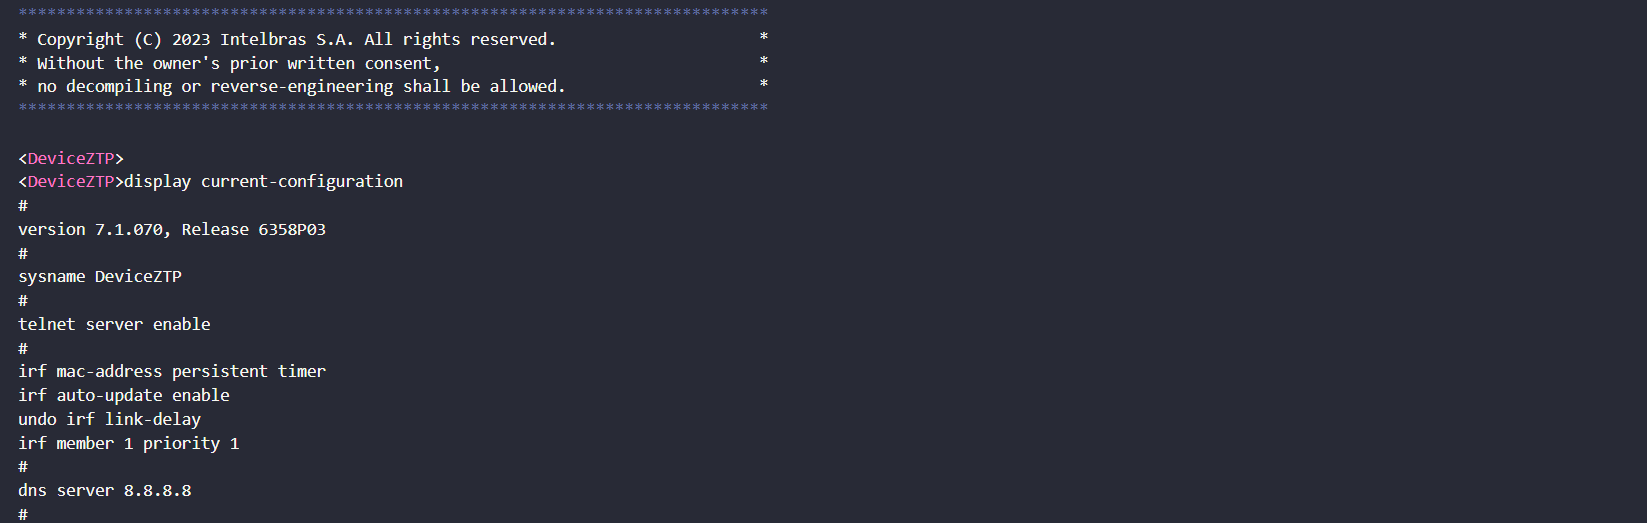 ******************************************************************************
* Copyright (C) 2023 Intelbras S.A. All rights reserved.                     *
* Without the owner's prior written consent,                                 *
* no decompiling or reverse-engineering shall be allowed.                    *
******************************************************************************
<DeviceZTP>
<DeviceZTP>display current-configuration
#
version 7.1.070, Release 6358P03
#
sysname DeviceZTP
#
telnet server enable
#
irf mac-address persistent timer
irf auto-update enable
undo irf link-delay
irf member 1 priority 1
#
dns server 8.8.8.8
#